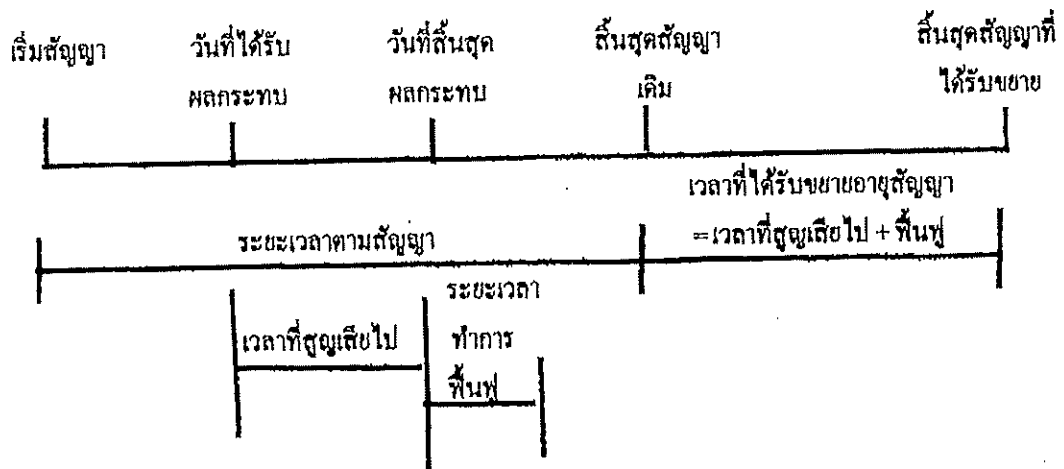 เริ่มสัญญา
วันที่ได้รับ
ผลกระทบ
วันที่สิ้นสุด
ผลกระทบ
สิ้นสุดสัญญา
เดิม
สิ้นสุดสัญญาที่
ได้รับขยาย
เวลาที่ได้รับขยายอายุสัญญา
=เวลาที่สูญเสียไป + ฟื้นฟู
ระยะเวลาตามสัญญา
ระยะเวลา
ทำการ
ฟื้นฟู
เวลาที่สูญเสียไป